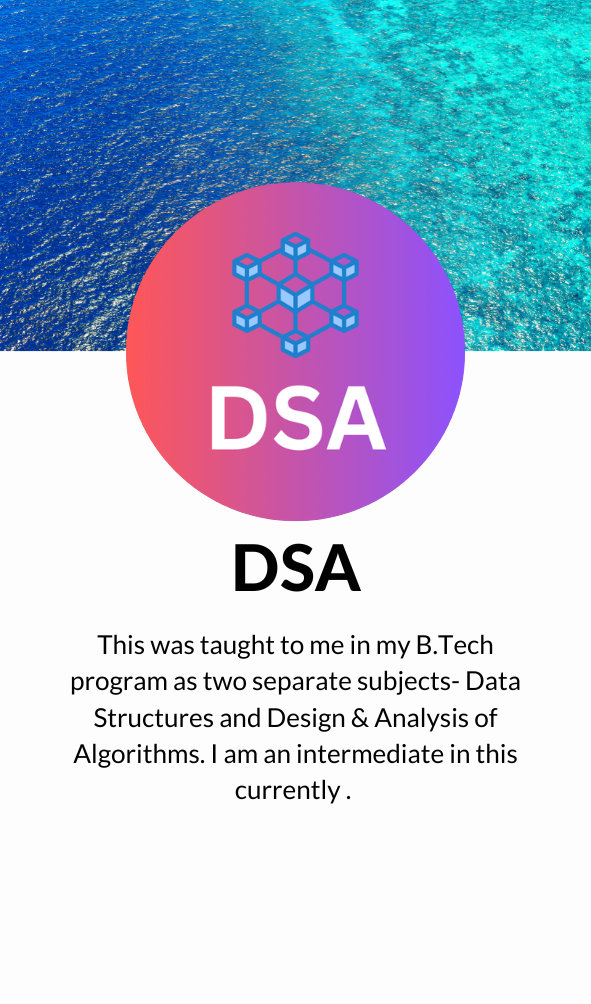 DSA
DSA
This was taught to me in my B.Tech
program as two separate subjects- Data
Structures and Design & Analysis of
Algorithms. I am an intermediate in this
currently .